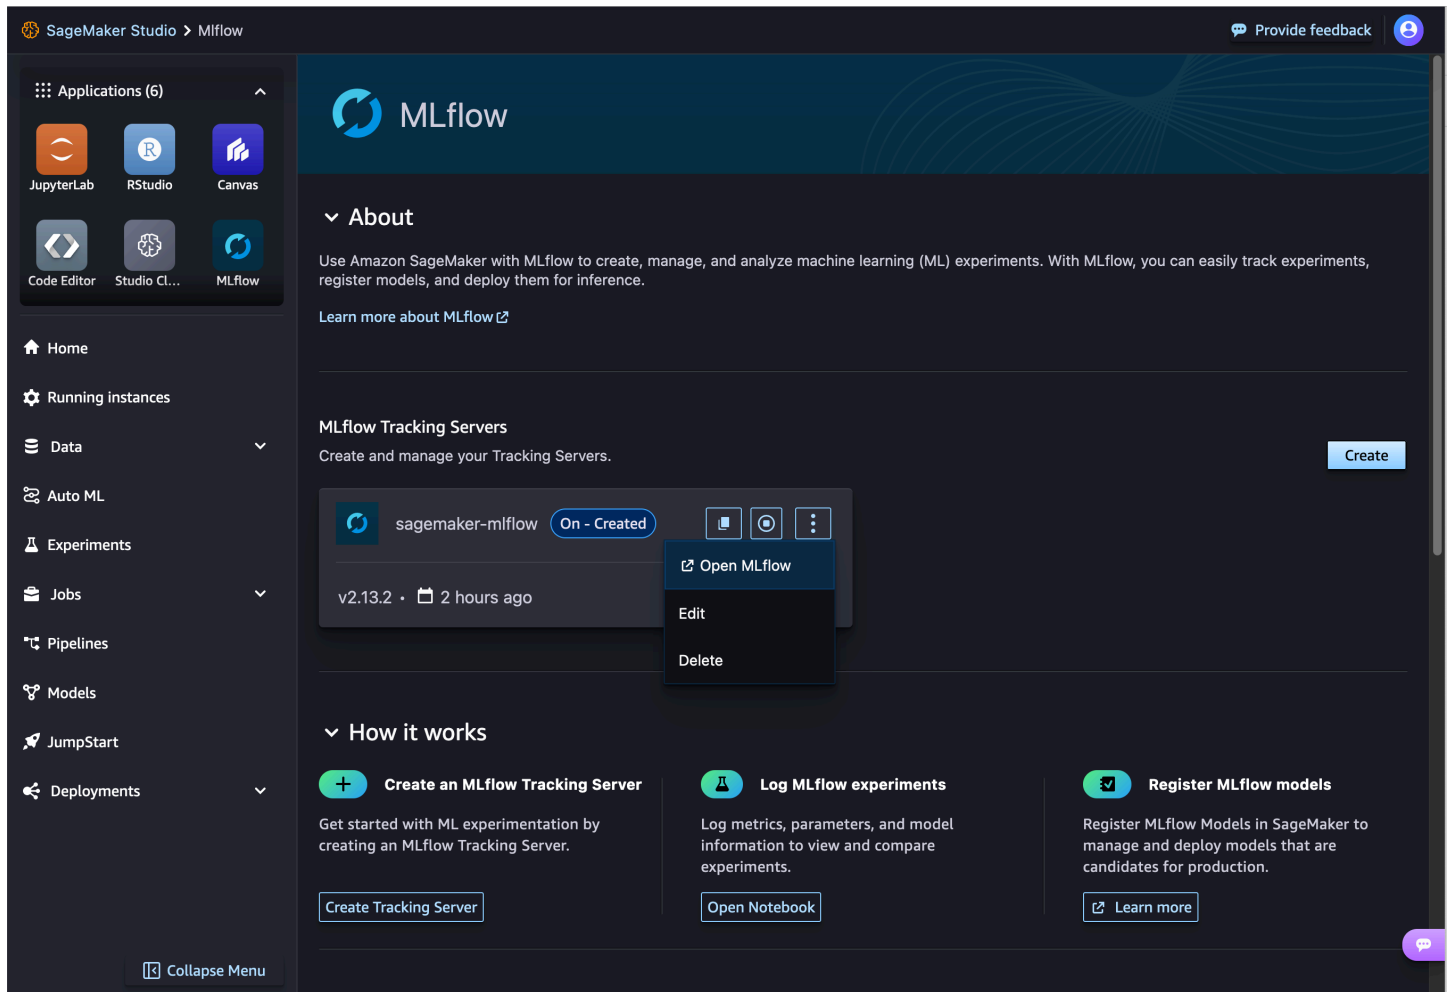 SageMaker Studio > Mlflow
Provide feedback
Applications (6)
JupyterLab
RStudio
Canvas
Code Editor
Studio Cl...
MLflow
Home
Running instances
Data
Auto ML
Experiments
Jobs
Pipelines
Models
JumpStart
Deployments
Collapse Menu
MLflow
About
Use Amazon SageMaker with MLflow to create, manage, and analyze machine learning (ML) experiments. With MLflow, you can easily track experiments,
register models, and deploy them for inference.
Learn more about MLflow
MLflow Tracking Servers
Create and manage your Tracking Servers.
Create
sagemaker-mlflow
On - Created
v2.13.2 • 2 hours ago
Open MLflow
Edit
Delete
How it works
Create an MLflow Tracking Server
Get started with ML experimentation by
creating an MLflow Tracking Server.
Create Tracking Server
Log MLflow experiments
Log metrics, parameters, and model
information to view and compare
experiments.
Open Notebook
Register MLflow models
Register MLflow Models in SageMaker to
manage and deploy models that are
candidates for production.
Learn more